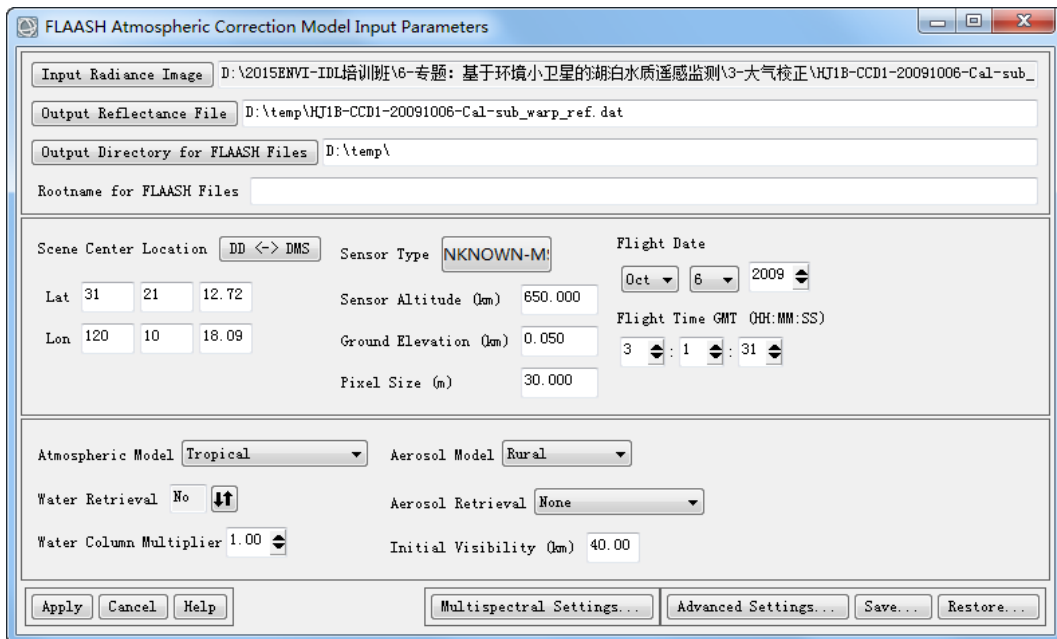 FLAASH Atmospheric Correction Model Input Parameters
Input Radiance Image D:\2015ENVI-IDL培训班\6-专题：基于环境小卫星的湖泊水质遥感监测\3-大气校正\HJ1B-CCD1-20091006-Cal-sub_
Output Reflectance File D:\temp\HJ1B-CCD1-20091006-Cal-sub_warp_ref.dat
Output Directory for FLAASH Files D:\temp\
Rootname for FLAASH Files
Scene Center Location DD <-> DMS
Lat 31 21 12.72
Lon 120 10 18.09
Sensor Type NKNOWN-M
Sensor Altitude (km) 650.000
Ground Elevation (km) 0.050
Pixel Size (m) 30.000
Flight Date
Oct 6 2009
Flight Time GMT (HH:MM:SS)
3 : 1 : 31
Atmospheric Model Tropical
Water Retrieval No
Water Column Multiplier 1.00
Aerosol Model Rural
Aerosol Retrieval None
Initial Visibility (km) 40.00
Apply Cancel Help Multispectral Settings... Advanced Settings... Save... Restore...